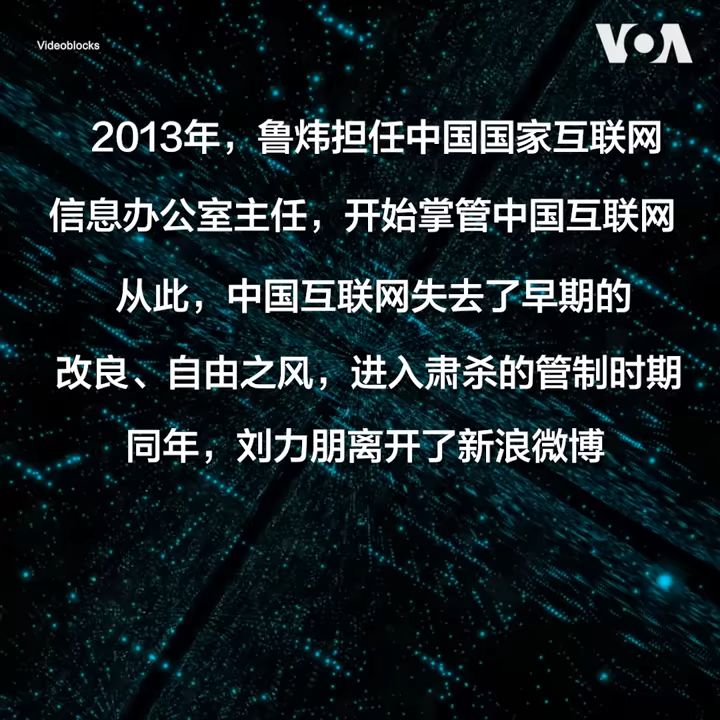 Videoblocks
VOA
2013年，鲁炜担任中国国家互联网
信息办公室主任，开始掌管中国互联网
从此，中国互联网失去了早期的
改良、自由之风，进入肃杀的管制时期
同年，刘力朋离开了新浪微博